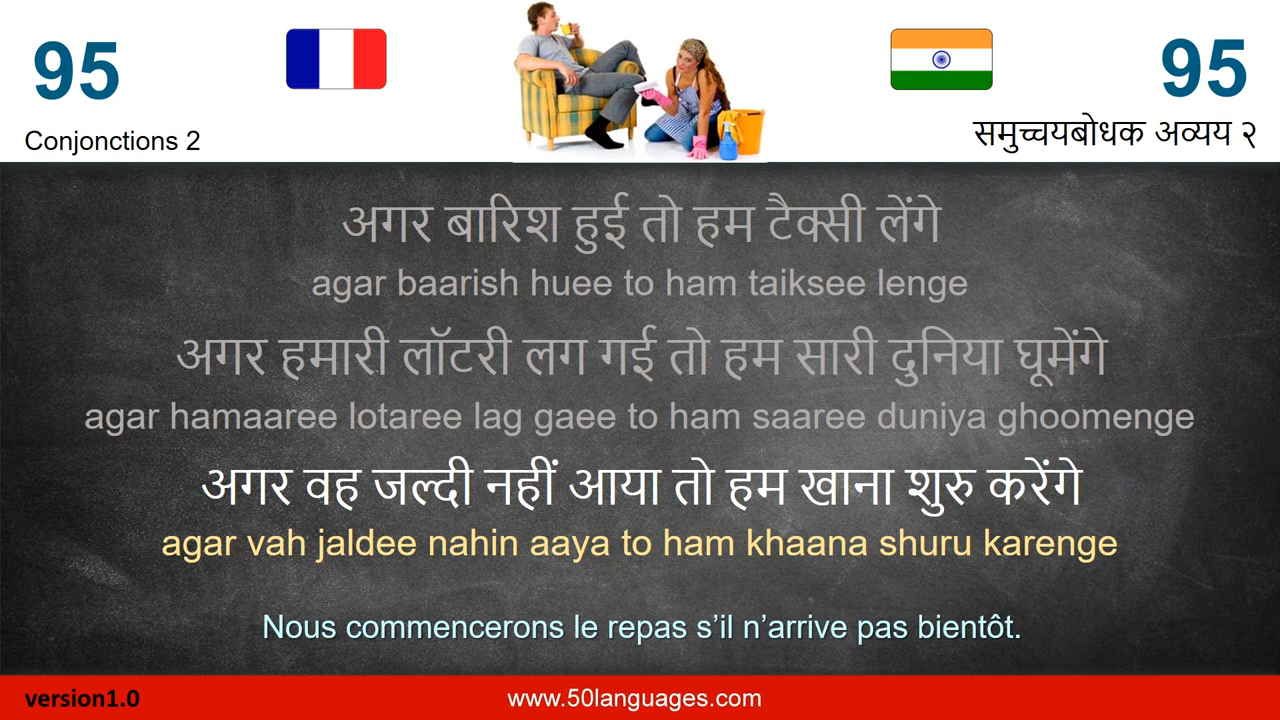 95
95
Conjonctions 2
समुच्चयबोधक अव्यय २
अगर बारिश हुई तो हम टैक्सी लेंगे
agar baarish huee to ham taiksee lenge
अगर हमारी लॉटरी लग गई तो हम सारी दुनिया घूमेंगे
agar hamaaree lotaree lag gaee to ham saaree duniya ghoomenge
अगर वह जल्दी नहीं आया तो हम खाना शुरु करेंगे
agar vah jaldee nahin aaya to ham khaana shuru karenge
Nous commencerons le repas s’il n’arrive pas bientôt.
version1.0
www.50languages.com